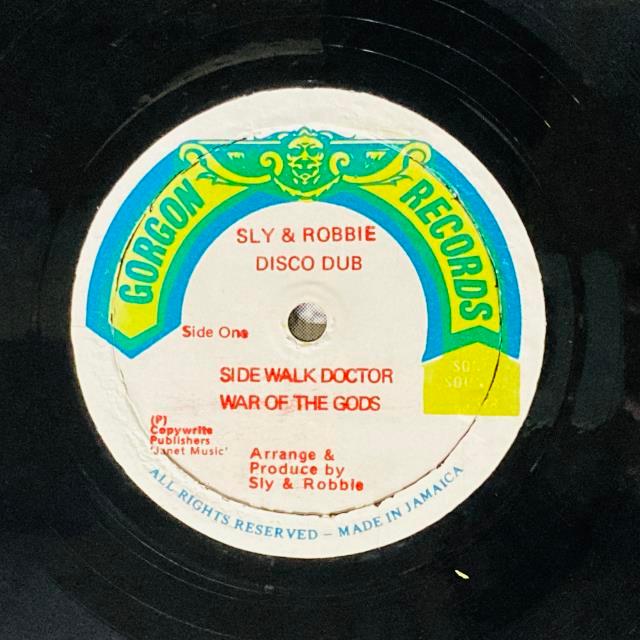 GORGON RECORDS
SLY & ROBBIE
DISCO DUB
Side One
SIDE WALK DOCTOR
WAR OF THE GODS
(P)
Copywrite
Publishers
'Janet Music'
Arrange &
Produce by
Sly & Robbie
ALL RIGHTS RESERVED – MADE IN JAMAICA